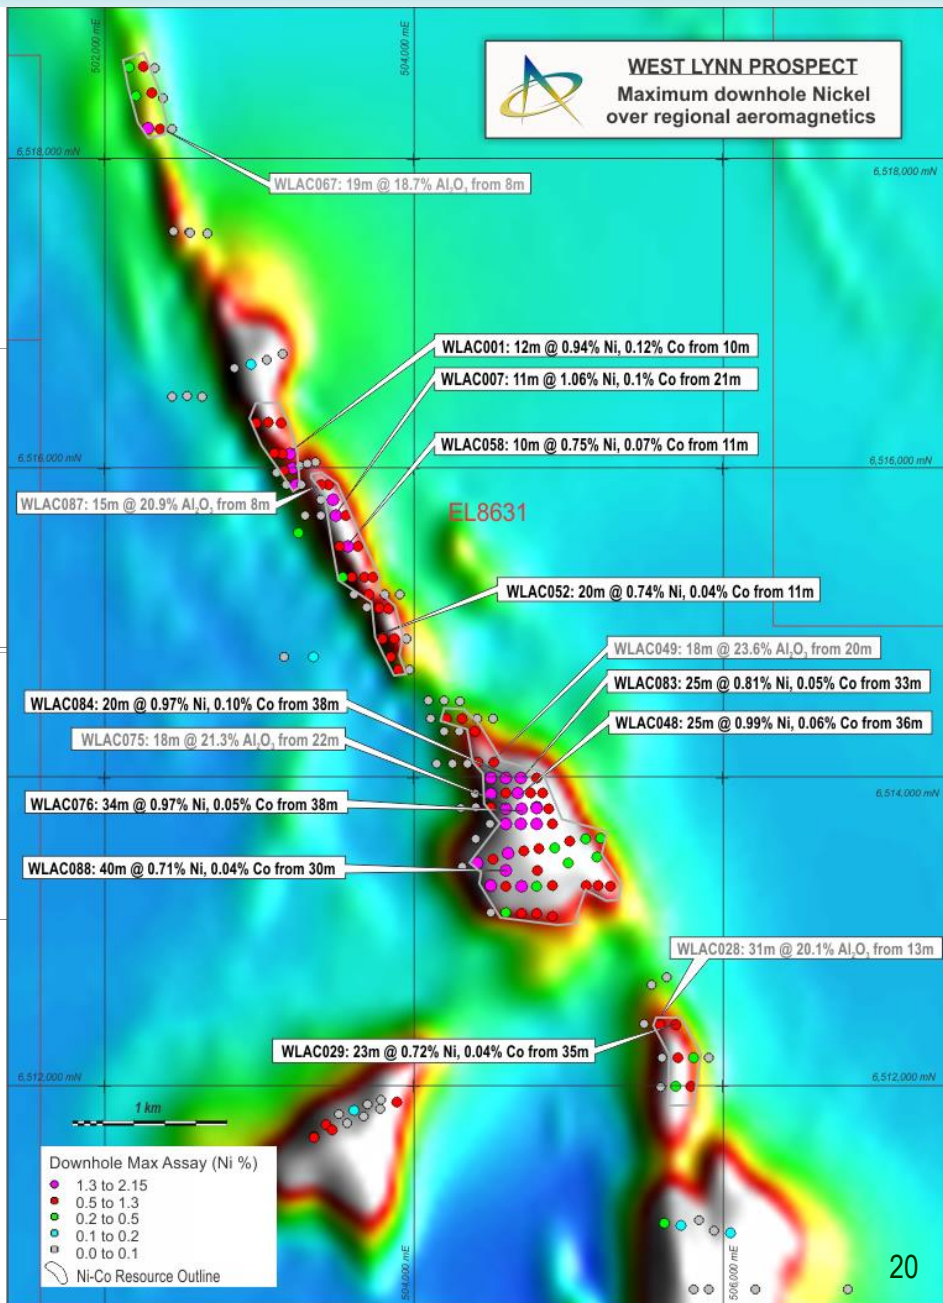 502,000 mE
504,000 mE
WEST LYNN PROSPECT
Maximum downhole Nickel
over regional aeromagnetics
6,518,000 mN
6,518,000 mN
WLAC067: 19m @ 18.7% Al₂O₃ from 8m
WLAC001: 12m @ 0.94% Ni, 0.12% Co from 10m
WLAC007: 11m @ 1.06% Ni, 0.1% Co from 21m
WLAC058: 10m @ 0.75% Ni, 0.07% Co from 11m
6,516,000 mN
6,516,000 mN
WLAC087: 15m @ 20.9% Al₂O₃ from 8m
EL8631
WLAC052: 20m @ 0.74% Ni, 0.04% Co from 11m
WLAC049: 18m @ 23.6% Al₂O₃ from 20m
WLAC083: 25m @ 0.81% Ni, 0.05% Co from 33m
WLAC084: 20m @ 0.97% Ni, 0.10% Co from 38m
WLAC048: 25m @ 0.99% Ni, 0.06% Co from 36m
WLAC075: 18m @ 21.3% Al₂O₃ from 22m
6,514,000 mN
WLAC076: 34m @ 0.97% Ni, 0.05% Co from 38m
WLAC088: 40m @ 0.71% Ni, 0.04% Co from 30m
WLAC028: 31m @ 20.1% Al₂O₃ from 13m
WLAC029: 23m @ 0.72% Ni, 0.04% Co from 35m
6,512,000 mN
6,512,000 mN
1 km
Downhole Max Assay (Ni %)
1.3 to 2.15
0.5 to 1.3
0.2 to 0.5
0.1 to 0.2
0.0 to 0.1
Ni-Co Resource Outline
504,000 mE
506,000 mE
20